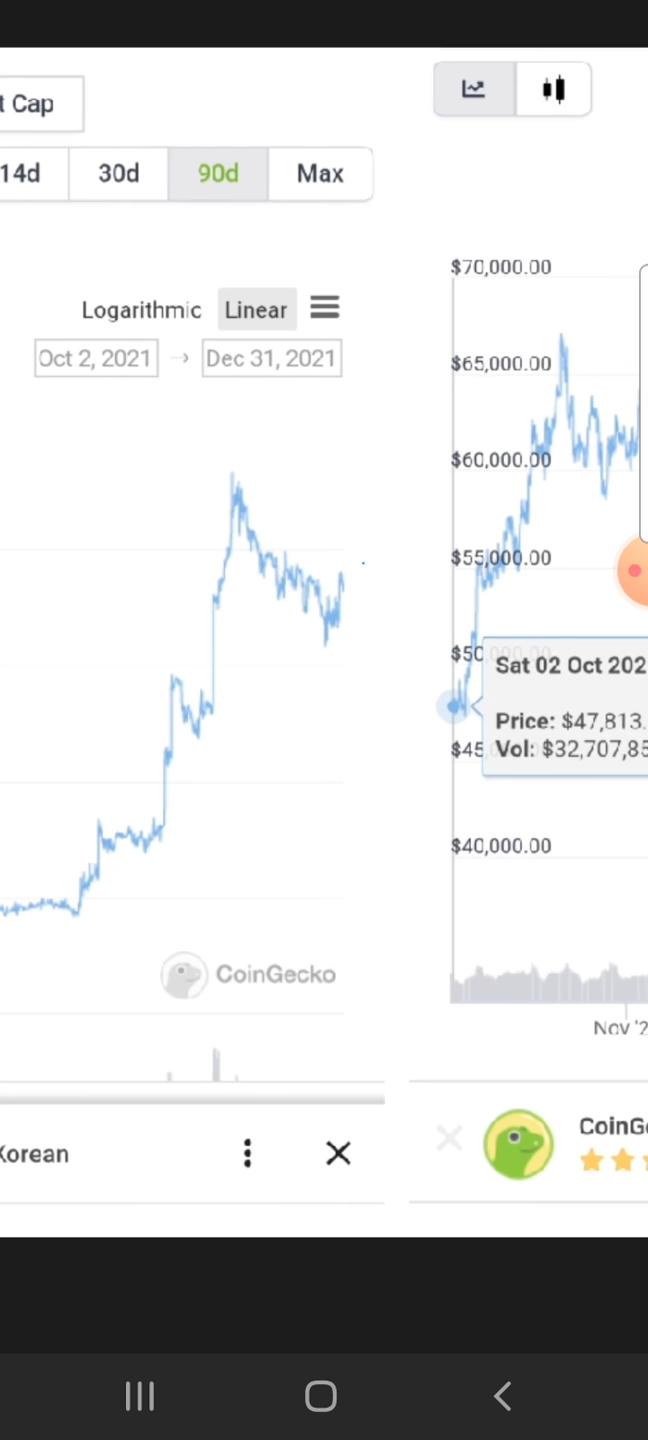 t Cap
14d 30d 90d Max
Logarithmic Linear
Oct 2, 2021 → Dec 31, 2021
CoinGecko
Korean
$70,000.00
$65,000.00
$60,000.00
$55,000.00
$50,000.00
Sat 02 Oct 202
Price: $47,813.
$45
Vol: $32,707,85
$40,000.00
Nov '2
CoinGe